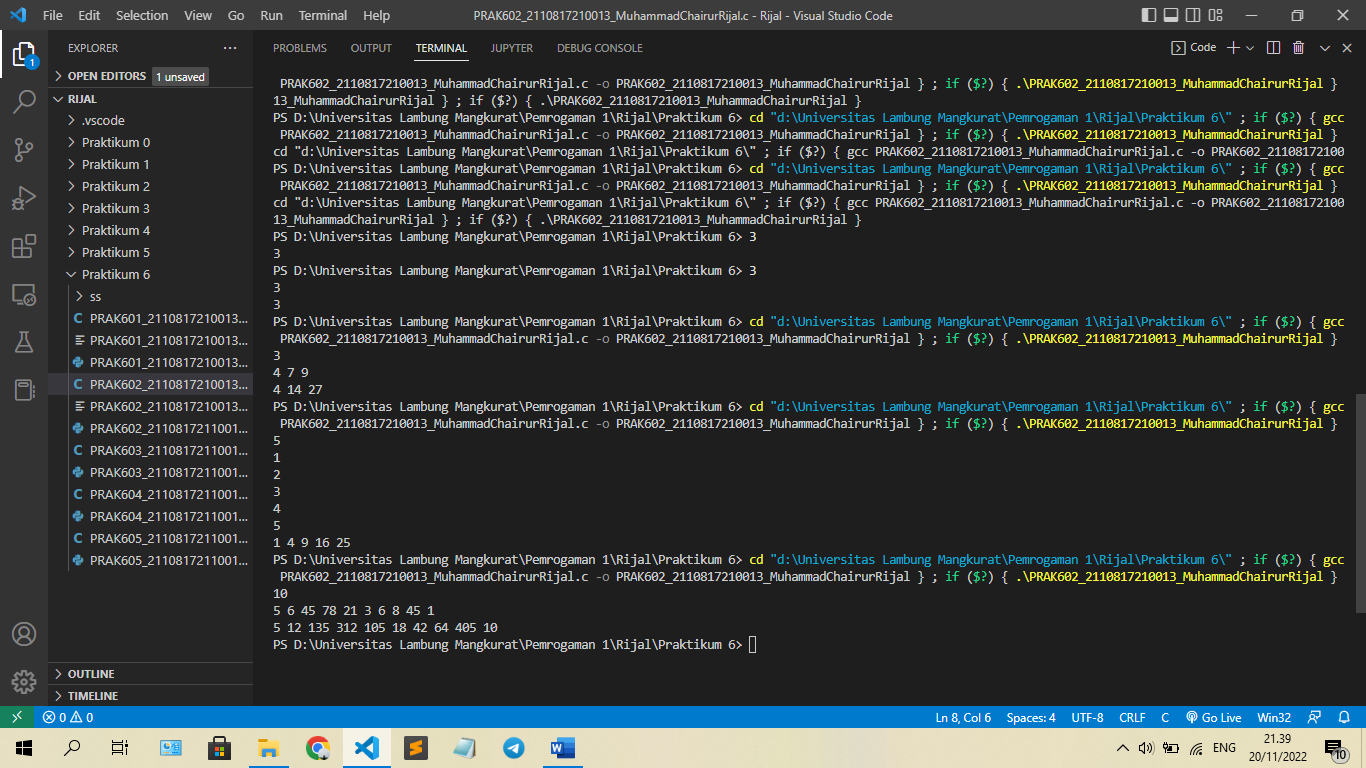 File Edit Selection View Go Run Terminal Help PRAK602_2110817210013_MuhammadChairurRijal.c - Rijal - Visual Studio Code
EXPLORER
OPEN EDITORS 1 unsaved
RIJAL
.vscode
Praktikum 0
Praktikum 1
Praktikum 2
Praktikum 3
Praktikum 4
Praktikum 5
Praktikum 6
ss
PRAK601_2110817210013...
PRAK601_2110817210013...
PRAK601_2110817210013...
PRAK602_2110817210013...
PRAK602_2110817210013...
PRAK602_211081721001...
PRAK603_211081721001...
PRAK603_211081721001...
PRAK604_211081721001...
PRAK604_211081721001...
PRAK605_211081721001...
PRAK605_211081721001...
OUTLINE
TIMELINE
1
PROBLEMS OUTPUT TERMINAL JUPYTER DEBUG CONSOLE Code
PRAK602_2110817210013_MuhammadChairurRijal.c -o PRAK602_2110817210013_MuhammadChairurRijal } ; if ($?) { .\PRAK602_2110817210013_MuhammadChairurRijal }
13_MuhammadChairurRijal } ; if ($?) { .\PRAK602_2110817210013_MuhammadChairurRijal }
PS D:\Universitas Lambung Mangkurat\Pemrogaman 1\Rijal\Praktikum 6> cd "d:\Universitas Lambung Mangkurat\Pemrogaman 1\Rijal\Praktikum 6\" ; if ($?) { gcc
PRAK602_2110817210013_MuhammadChairurRijal.c -o PRAK602_2110817210013_MuhammadChairurRijal } ; if ($?) { .\PRAK602_2110817210013_MuhammadChairurRijal }
cd "d:\Universitas Lambung Mangkurat\Pemrogaman 1\Rijal\Praktikum 6\" ; if ($?) { gcc PRAK602_2110817210013_MuhammadChairurRijal.c -o PRAK602_21108172100
PS D:\Universitas Lambung Mangkurat\Pemrogaman 1\Rijal\Praktikum 6> cd "d:\Universitas Lambung Mangkurat\Pemrogaman 1\Rijal\Praktikum 6\" ; if ($?) { gcc
PRAK602_2110817210013_MuhammadChairurRijal.c -o PRAK602_2110817210013_MuhammadChairurRijal } ; if ($?) { .\PRAK602_2110817210013_MuhammadChairurRijal }
cd "d:\Universitas Lambung Mangkurat\Pemrogaman 1\Rijal\Praktikum 6\" ; if ($?) { gcc PRAK602_2110817210013_MuhammadChairurRijal.c -o PRAK602_21108172100
13_MuhammadChairurRijal } ; if ($?) { .\PRAK602_2110817210013_MuhammadChairurRijal }
PS D:\Universitas Lambung Mangkurat\Pemrogaman 1\Rijal\Praktikum 6> 3
3
PS D:\Universitas Lambung Mangkurat\Pemrogaman 1\Rijal\Praktikum 6> 3
3
3
PS D:\Universitas Lambung Mangkurat\Pemrogaman 1\Rijal\Praktikum 6> cd "d:\Universitas Lambung Mangkurat\Pemrogaman 1\Rijal\Praktikum 6\" ; if ($?) { gcc
PRAK602_2110817210013_MuhammadChairurRijal.c -o PRAK602_2110817210013_MuhammadChairurRijal } ; if ($?) { .\PRAK602_2110817210013_MuhammadChairurRijal }
3
4 7 9
4 14 27
PS D:\Universitas Lambung Mangkurat\Pemrogaman 1\Rijal\Praktikum 6> cd "d:\Universitas Lambung Mangkurat\Pemrogaman 1\Rijal\Praktikum 6\" ; if ($?) { gcc
PRAK602_2110817210013_MuhammadChairurRijal.c -o PRAK602_2110817210013_MuhammadChairurRijal } ; if ($?) { .\PRAK602_2110817210013_MuhammadChairurRijal }
5
1
2
3
4
5
1 4 9 16 25
PS D:\Universitas Lambung Mangkurat\Pemrogaman 1\Rijal\Praktikum 6> cd "d:\Universitas Lambung Mangkurat\Pemrogaman 1\Rijal\Praktikum 6\" ; if ($?) { gcc
PRAK602_2110817210013_MuhammadChairurRijal.c -o PRAK602_2110817210013_MuhammadChairurRijal } ; if ($?) { .\PRAK602_2110817210013_MuhammadChairurRijal }
10
5 6 45 78 21 3 6 8 45 1
5 12 135 312 105 18 42 64 405 10
PS D:\Universitas Lambung Mangkurat\Pemrogaman 1\Rijal\Praktikum 6>
0 0 Ln 8, Col 6 Spaces: 4 UTF-8 CRLF C Go Live Win32
ENG 21.39
20/11/2022 10